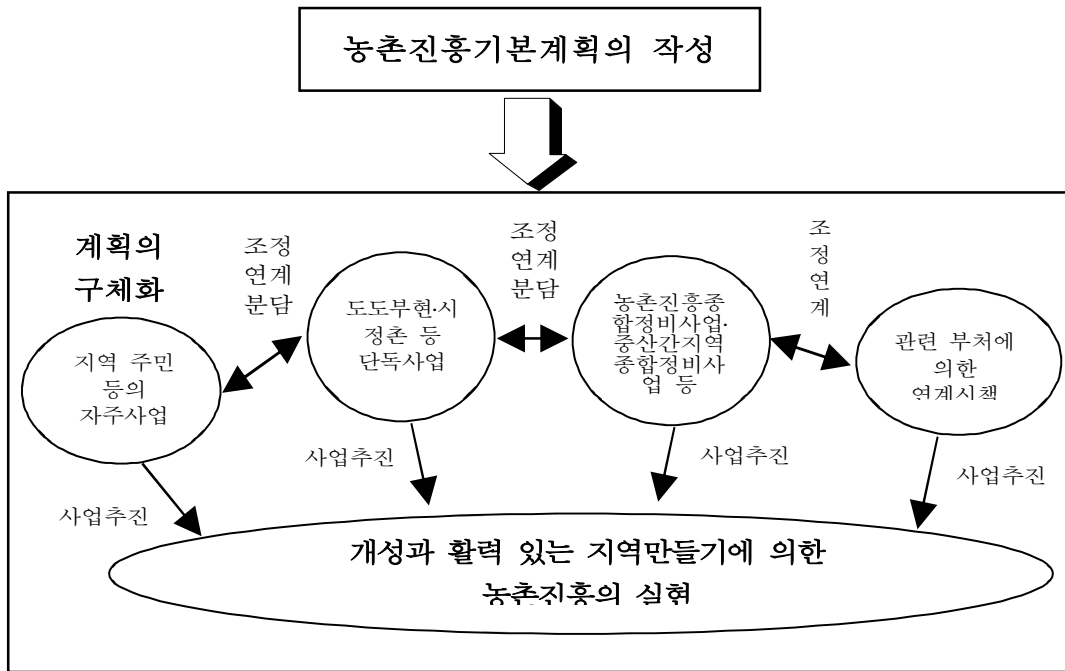 농촌진흥기본계획의 작성
계획의
구체화
조정
연계
분담
조정
연계
분담
조
정
연
계
지역 주민
등의
자주사업
도도부현·시
정촌 등
단독사업
농촌진흥종
합정비사업·
중산간지역
종합정비사
업 등
관련 부처에
의한
연계시책
사업추진
사업추진
사업추진
사업추진
개성과 활력 있는 지역만들기에 의한
농촌진흥의 실현